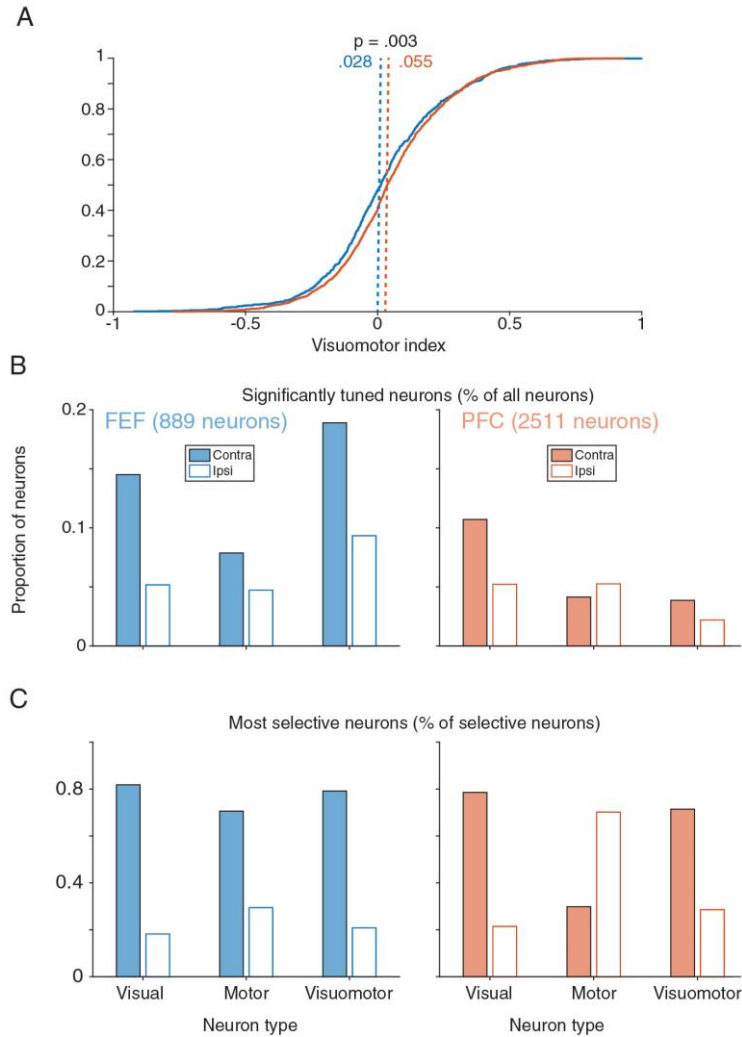 A
p = .003
.028 .055
1
0.8
0.6
0.4
0.2
0
-1 -0.5 0 0.5 1
Visuomotor index
B
Significantly tuned neurons (% of all neurons)
0.2
0.1
0
Proportion of neurons
FEF (889 neurons)
Contra
Ipsi
PFC (2511 neurons)
Contra
Ipsi
C
Most selective neurons (% of selective neurons)
0.8
0.4
0
Visual Motor Visuomotor Visual Motor Visuomotor
Neuron type Neuron type